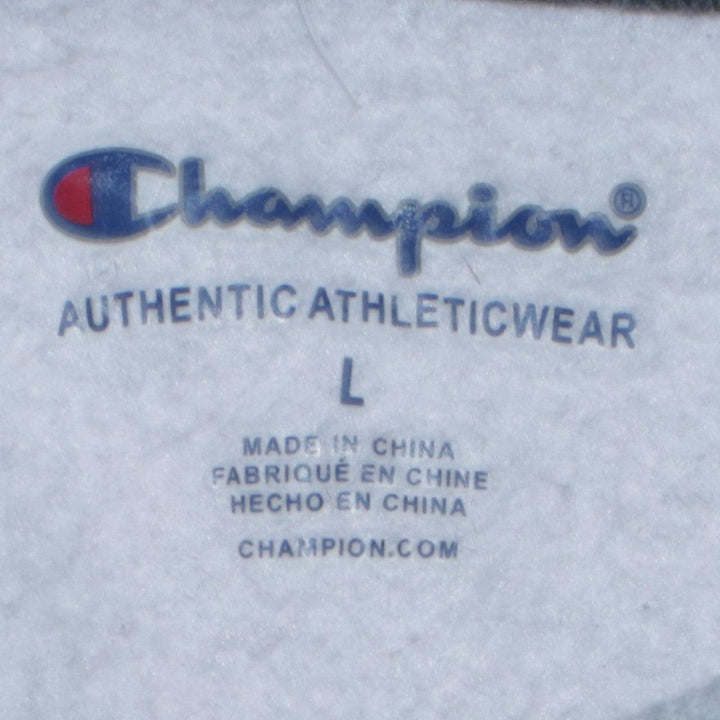 Champion®
AUTHENTIC ATHLETICWEAR
L
MADE IN CHINA
FABRIQUÉ EN CHINE
HECHO EN CHINA
CHAMPION.COM